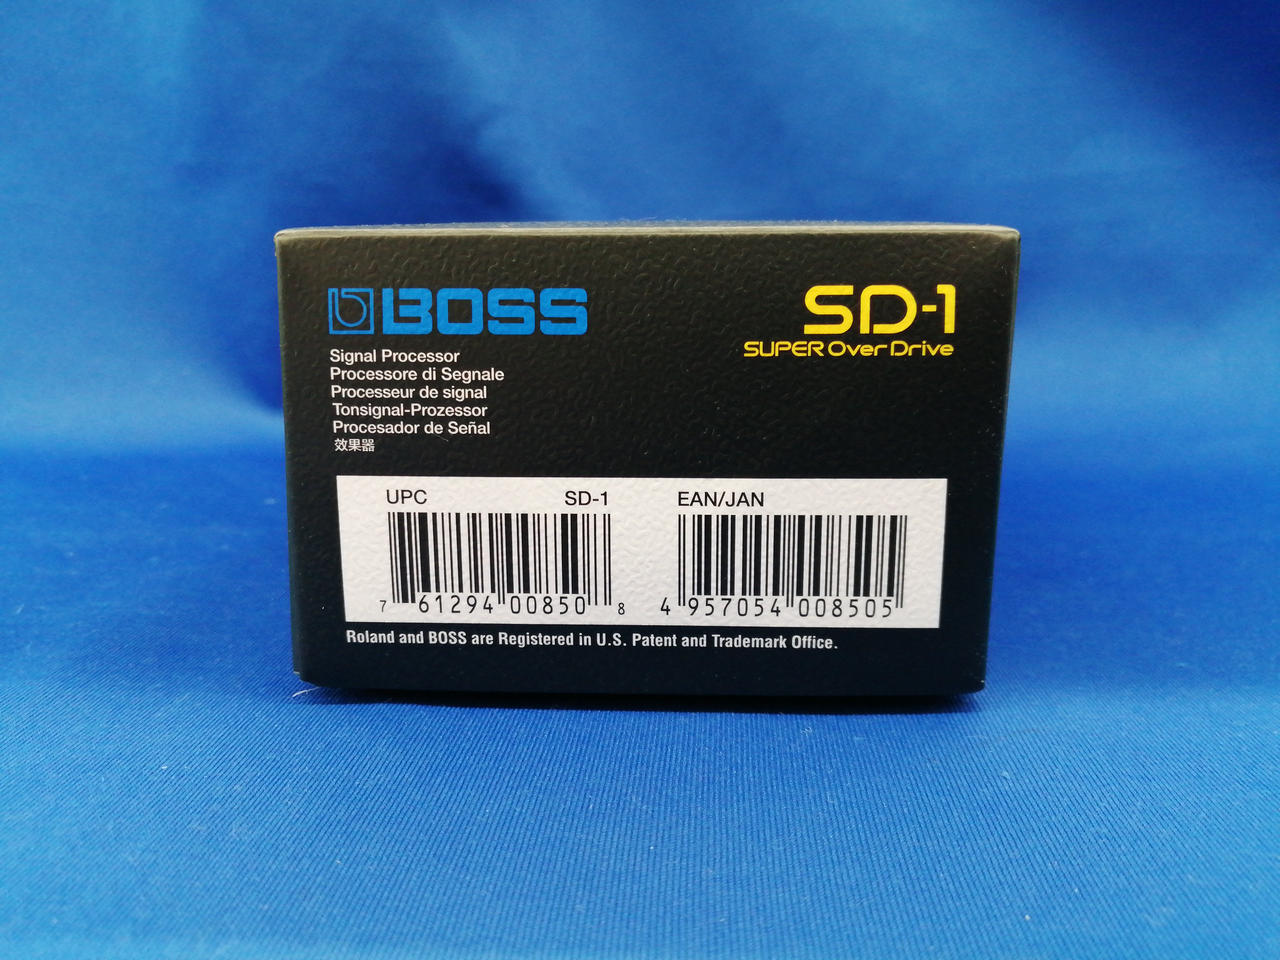 BOSS
SD-1
SUPER Over Drive
Signal Processor
Processore di Segnale
Processeur de signal
Tonsignal-Prozessor
Procesador de Señal
效果器
UPC SD-1 EAN/JAN
7 61294 00850 8 4 957054 008505
Roland and BOSS are Registered in U.S. Patent and Trademark Office.